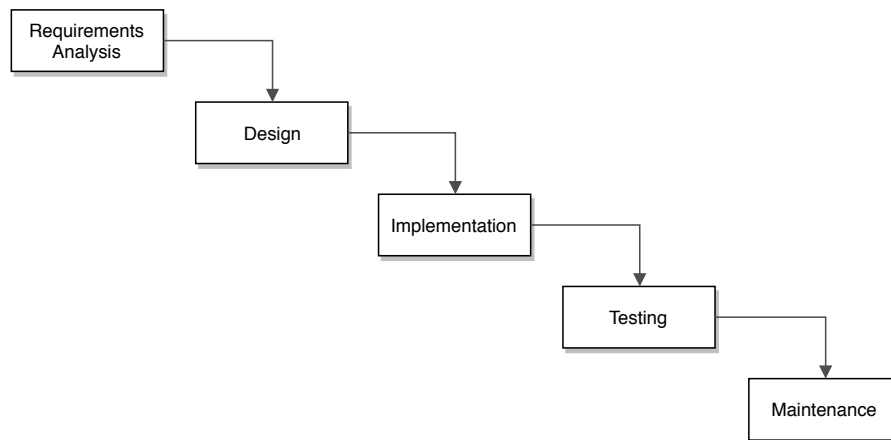 Requirements
Analysis
Design
Implementation
Testing
Maintenance